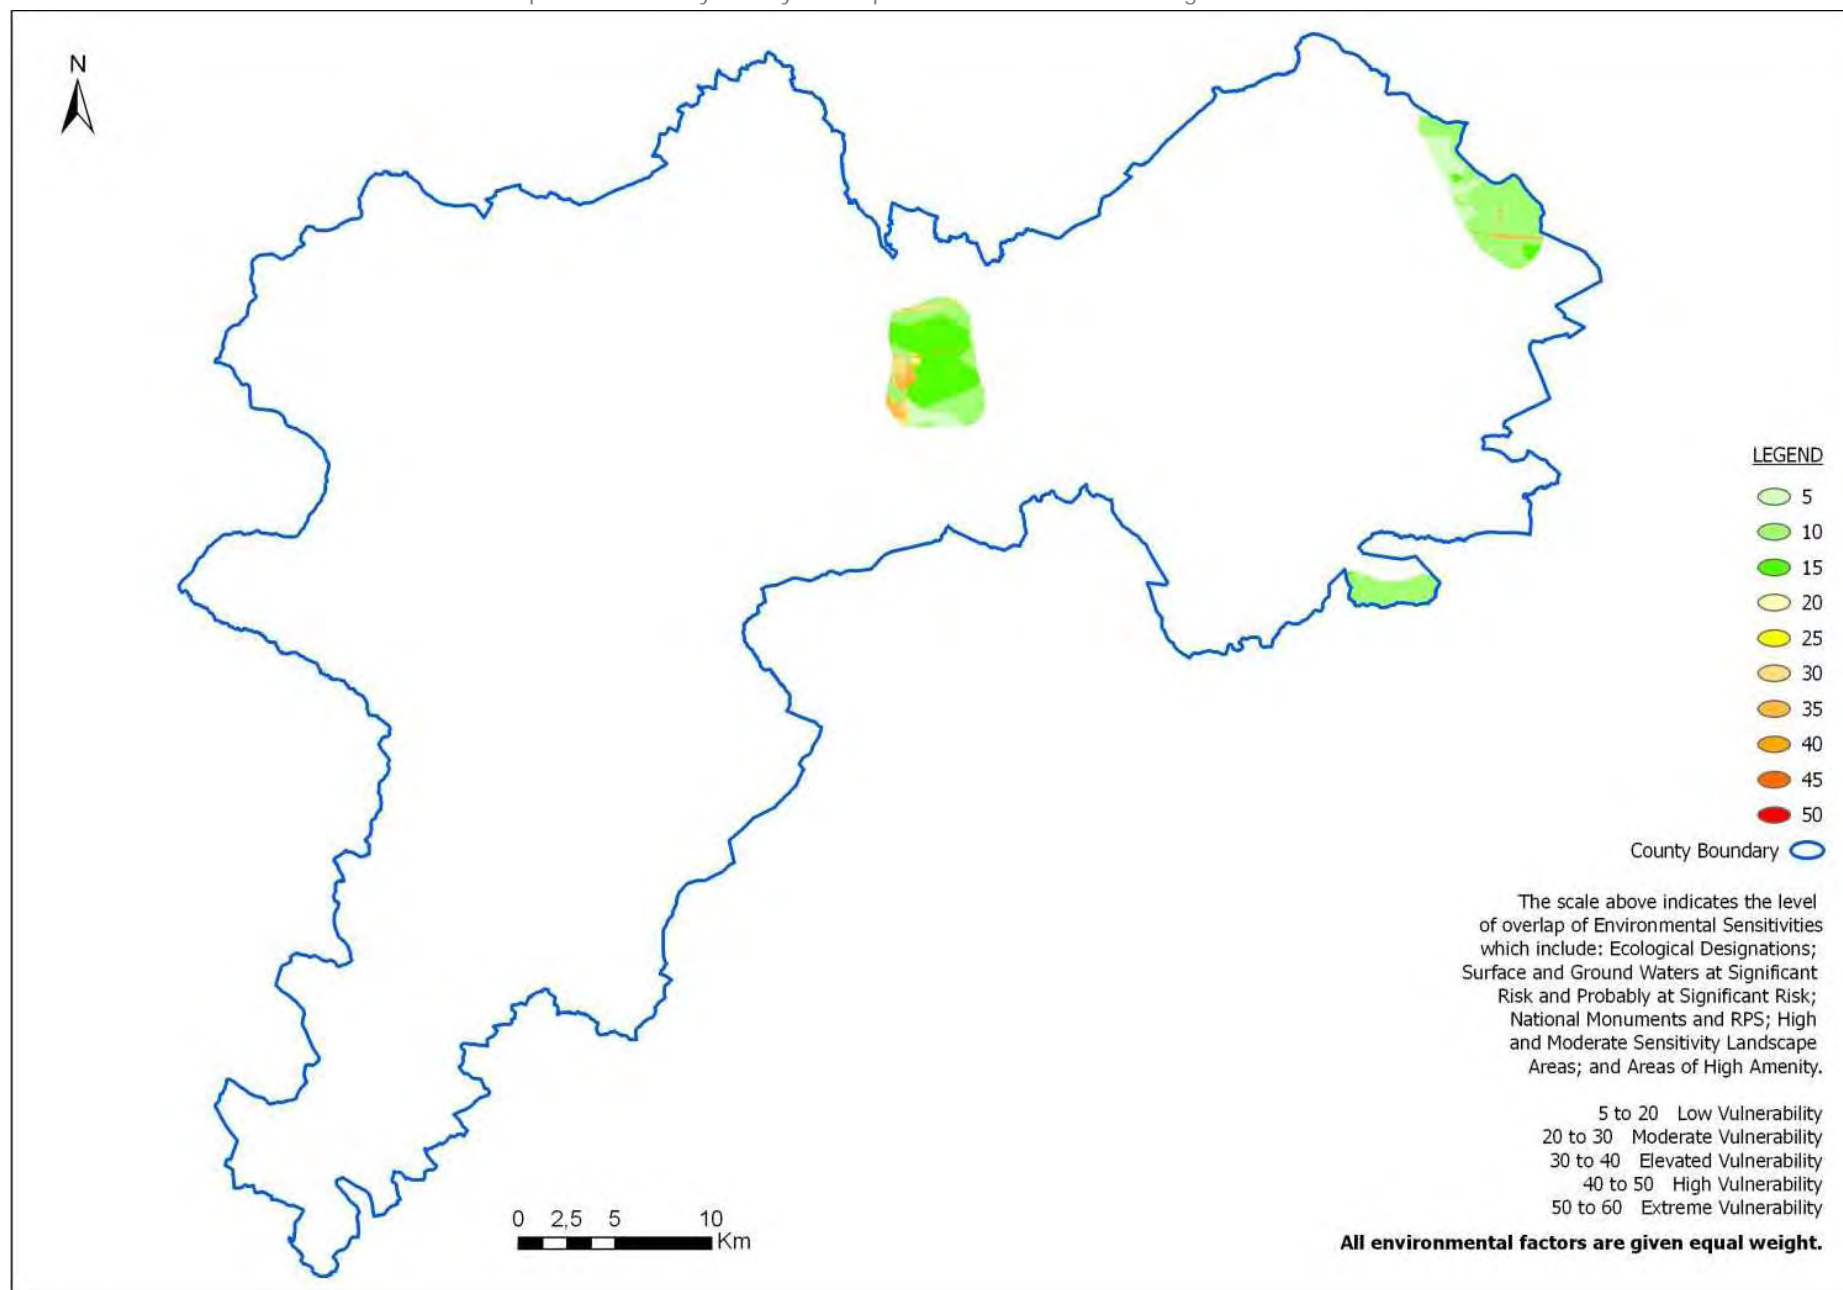 N
LEGEND
5
10
15
20
25
30
35
40
45
50
County Boundary
The scale above indicates the level
of overlap of Environmental Sensitivities
which include: Ecological Designations;
Surface and Ground Waters at Significant
Risk and Probably at Significant Risk;
National Monuments and RPS; High
and Moderate Sensitivity Landscape
Areas; and Areas of High Amenity.
5 to 20 Low Vulnerability
20 to 30 Moderate Vulnerability
30 to 40 Elevated Vulnerability
40 to 50 High Vulnerability
50 to 60 Extreme Vulnerability
All environmental factors are given equal weight.
0 2,5 5 10
Km